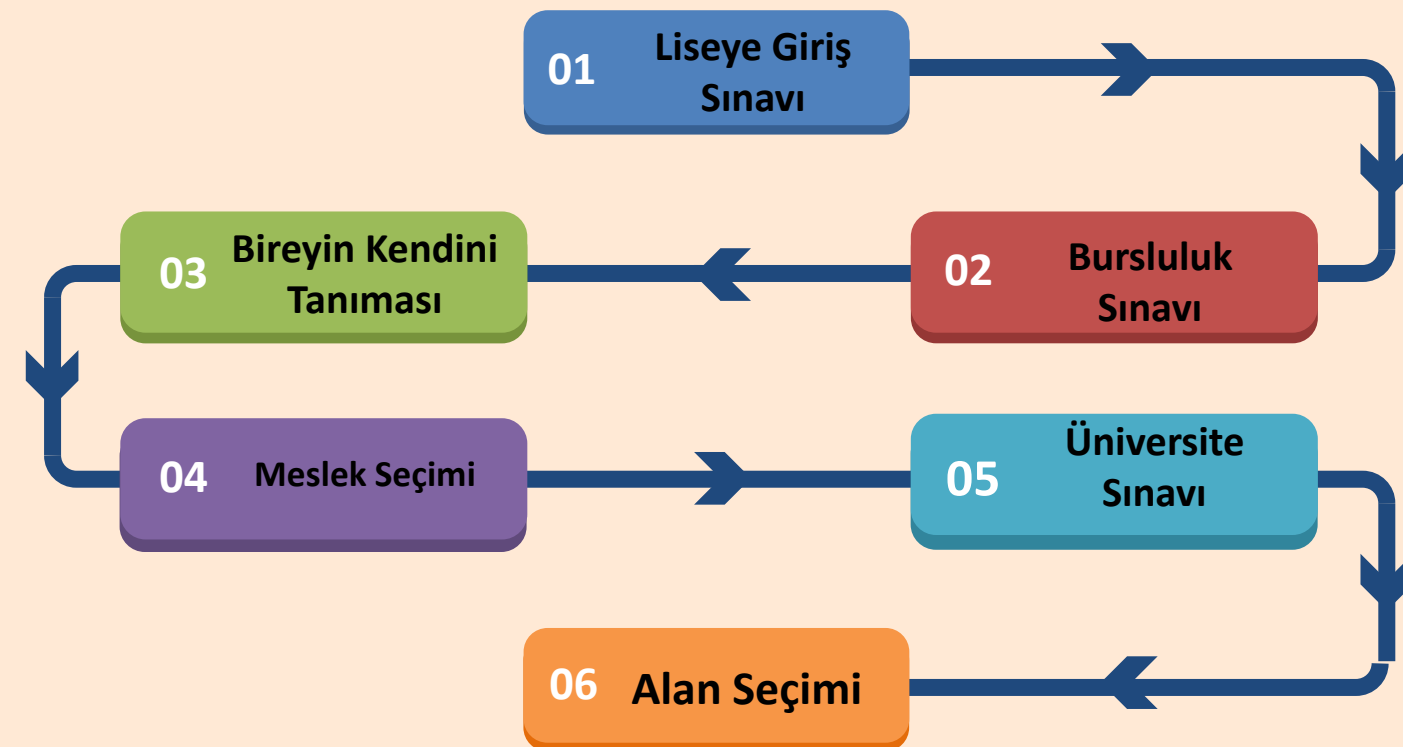 01
Liseye Giriş
Sınavı
02
Bursluluk
Sınavı
03
Bireyin Kendini
Tanıması
04
Meslek Seçimi
05
Üniversite
Sınavı
06
Alan Seçimi